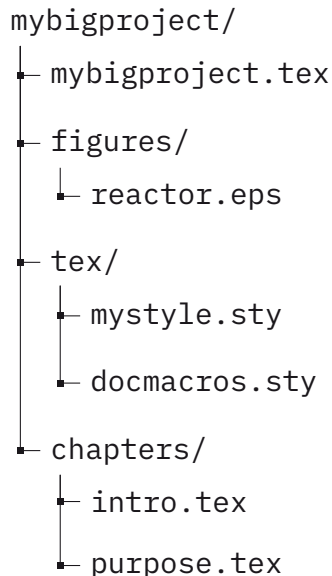 mybigproject/
mybigproject.tex
figures/
reactor.eps
tex/
mystyle.sty
docmacros.sty
chapters/
intro.tex
purpose.tex